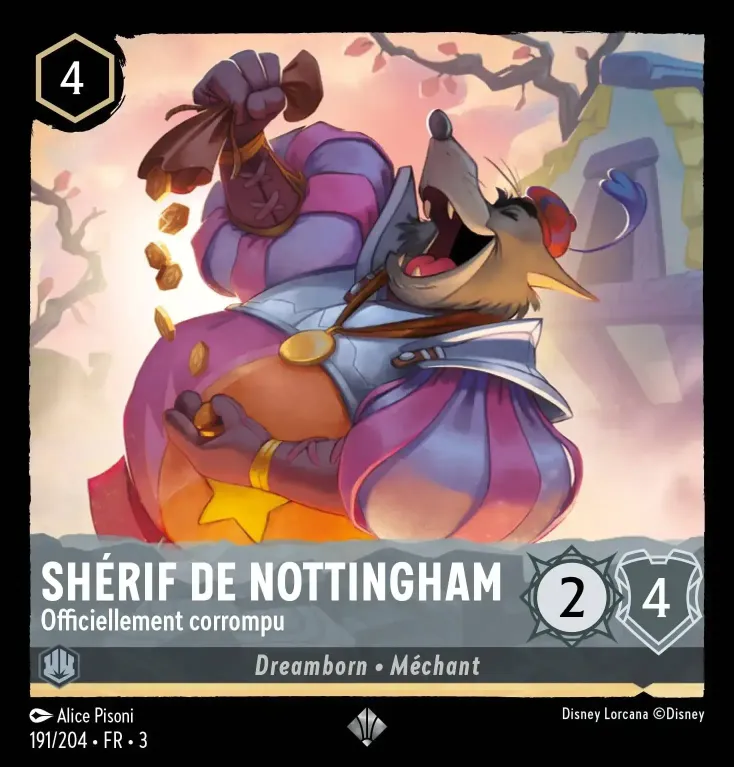 4
SHÉRIF DE NOTTINGHAM
Officiellement corrompu
2
4
Dreamborn • Méchant
Alice Pisoni
Disney Lorcana ©Disney
191/204 • FR • 3